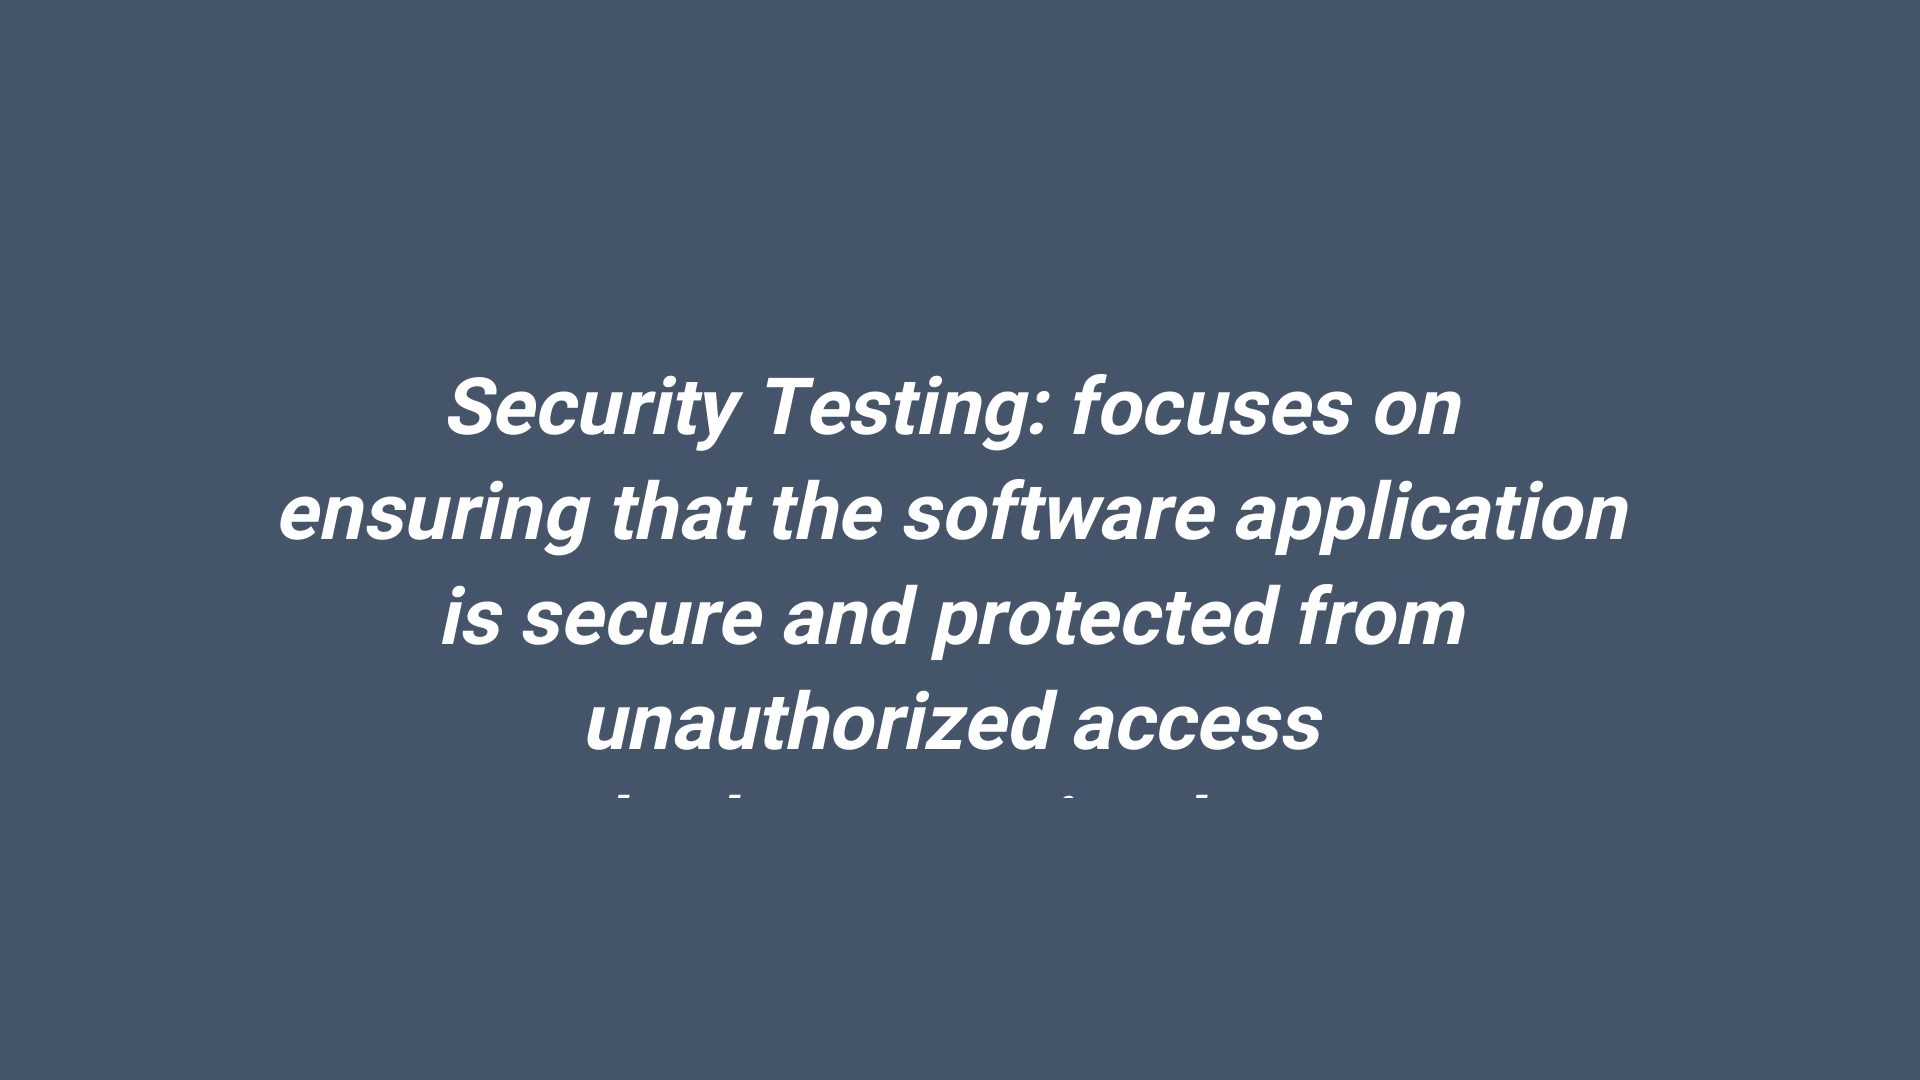 Security Testing: focuses on
ensuring that the software application
is secure and protected from
unauthorized access